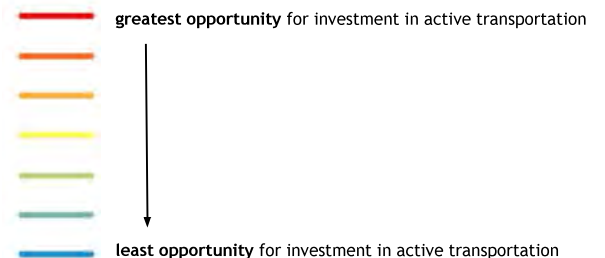 greatest opportunity for investment in active transportation
least opportunity for investment in active transportation